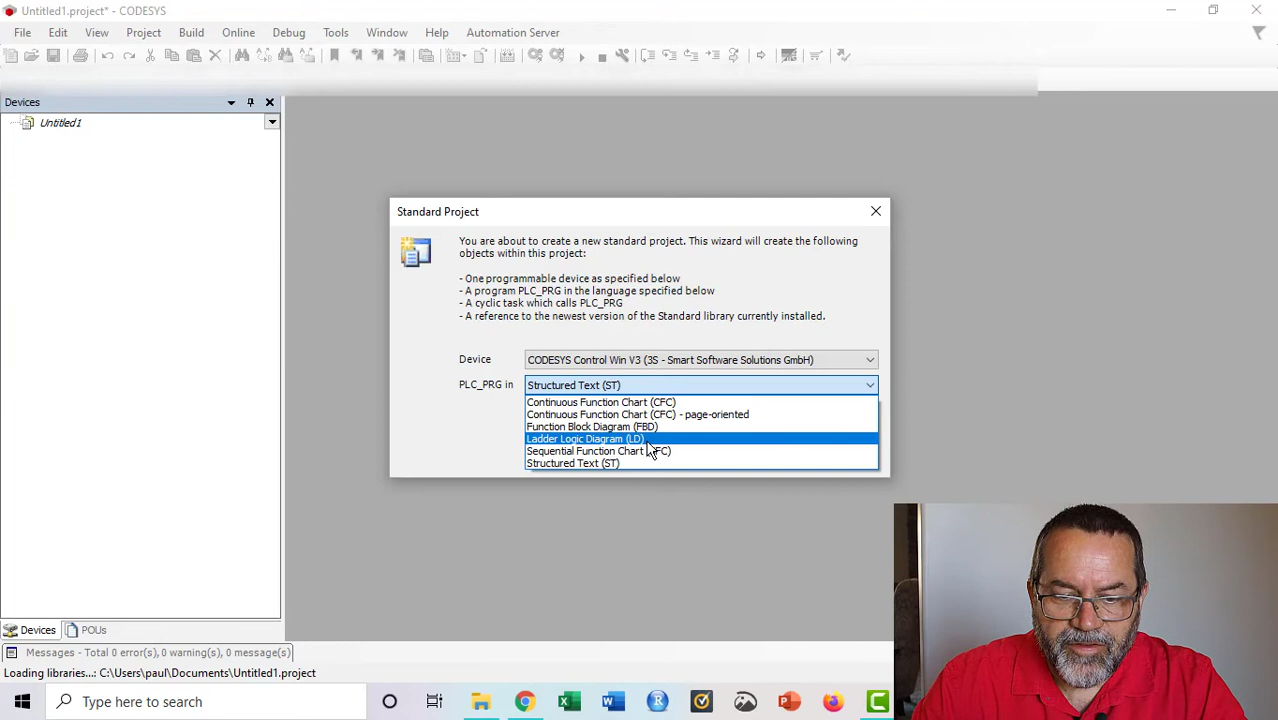 Untitled1.project* - CODESYS
File Edit View Project Build Online Debug Tools Window Help Automation Server
Devices
Untitled1
Standard Project
You are about to create a new standard project. This wizard will create the following
objects within this project:
- One programmable device as specified below
- A program PLC_PRG in the language specified below
- A cyclic task which calls PLC_PRG
- A reference to the newest version of the Standard library currently installed.
Device CODESYS Control Win V3 (3S - Smart Software Solutions GmbH)
PLC_PRG in Structured Text (ST)
Continuous Function Chart (CFC)
Continuous Function Chart (CFC) - page-oriented
Function Block Diagram (FBD)
Ladder Logic Diagram (LD)
Sequential Function Chart FC)
Structured Text (ST)
Devices POUs
Messages - Total 0 error(s), 0 warning(s), 0 message(s)
Loading libraries...: C:\Users\paul\Documents\Untitled1.project
Type here to search